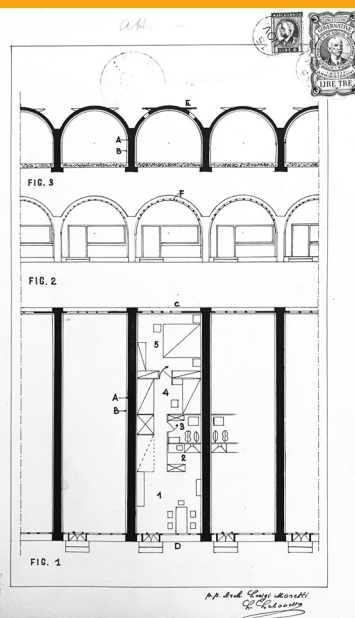 LIRE TRE
E
A
B
FIG. 3
F
FIG. 2
C
5
4
A
B
3
2
1
D
FIG. 1
p.p. Arch. Luigi Moretti